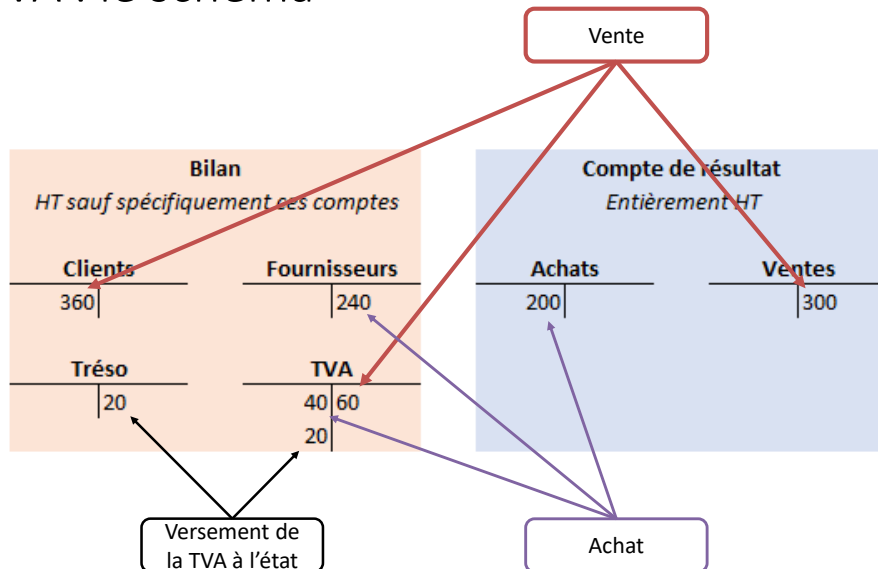 Vente
Bilan
HT sauf spécifiquement ces comptes
Compte de résultat
Entièrement HT
Clients
Fournisseurs
Achats
Ventes
360
240
200
300
Tréso
TVA
20
40 60
20
Versement de
la TVA à l'état
Achat